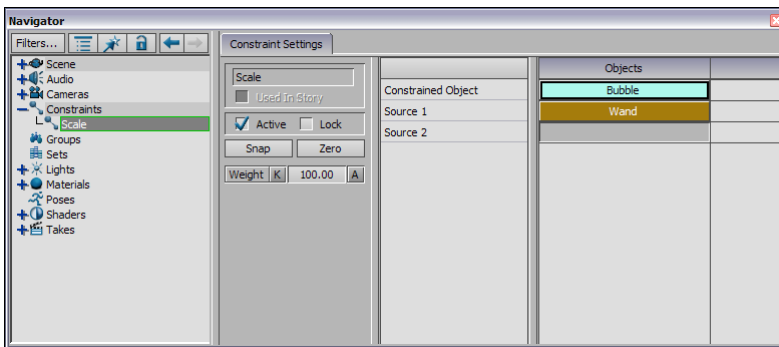 Navigator
Filters...
Constraint Settings
Scene
Audio
Cameras
Constraints
Scale
Groups
Sets
Lights
Materials
Poses
Shaders
Takes
Scale
Used In Story
Active Lock
Snap Zero
Weight K 100.00 A
Objects
Constrained Object Bubble
Source 1 Wand
Source 2